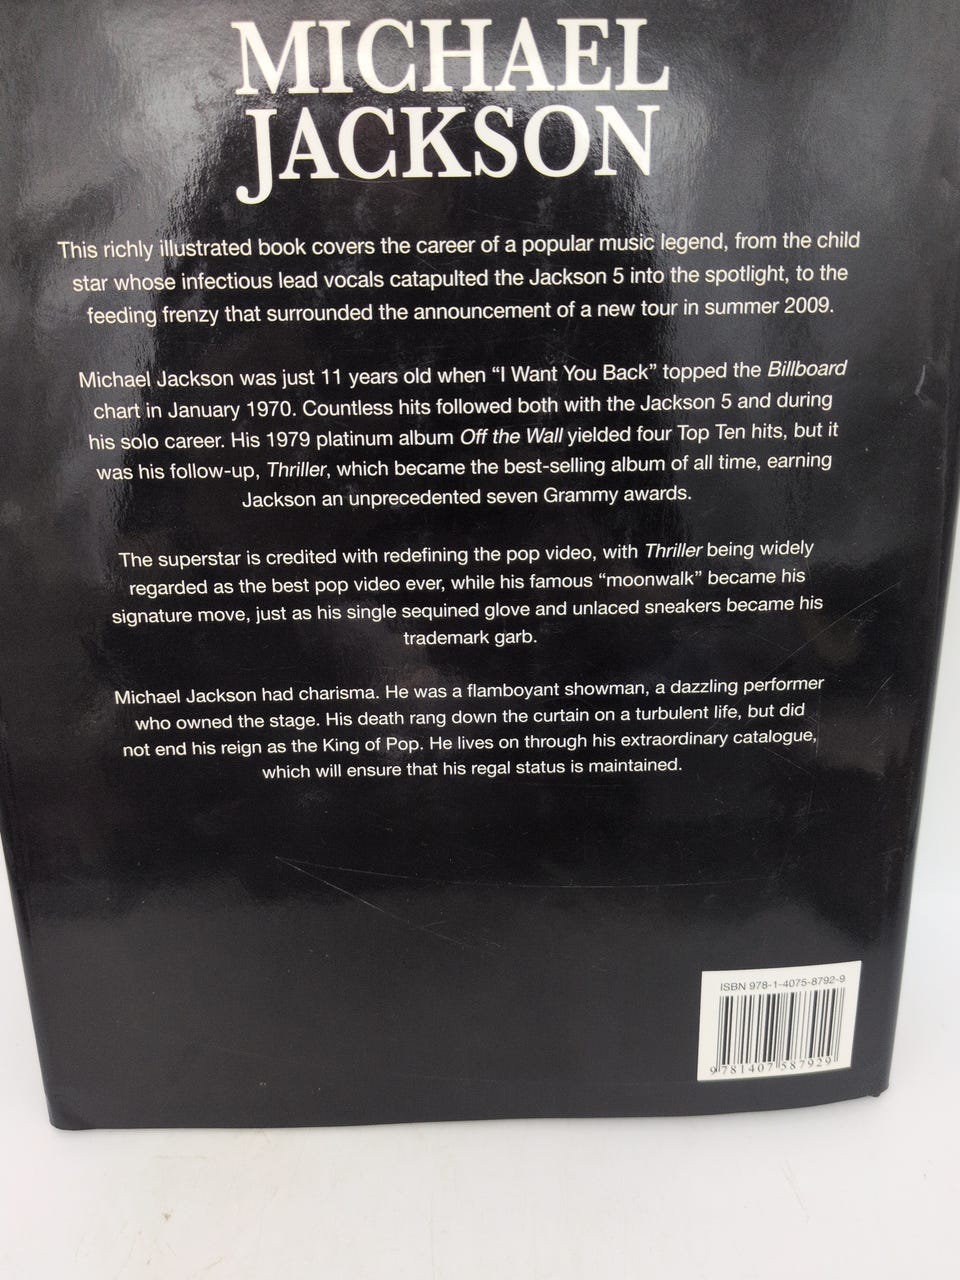 MICHAEL
JACKSON
This richly illustrated book covers the career of a popular music legend, from the child
star whose infectious lead vocals catapulted the Jackson 5 into the spotlight, to the
feeding frenzy that surrounded the announcement of a new tour in summer 2009.
Michael Jackson was just 11 years old when “I Want You Back” topped the Billboard
chart in January 1970. Countless hits followed both with the Jackson 5 and during
his solo career. His 1979 platinum album Off the Wall yielded four Top Ten hits, but it
was his follow-up, Thriller, which became the best-selling album of all time, earning
Jackson an unprecedented seven Grammy awards.
The superstar is credited with redefining the pop video, with Thriller being widely
regarded as the best pop video ever, while his famous “moonwalk” became his
signature move, just as his single sequined glove and unlaced sneakers became his
trademark garb.
Michael Jackson had charisma. He was a flamboyant showman, a dazzling performer
who owned the stage. His death rang down the curtain on a turbulent life, but did
not end his reign as the King of Pop. He lives on through his extraordinary catalogue,
which will ensure that his regal status is maintained.
ISBN 978-1-4075-8792-9
9 781407 587929